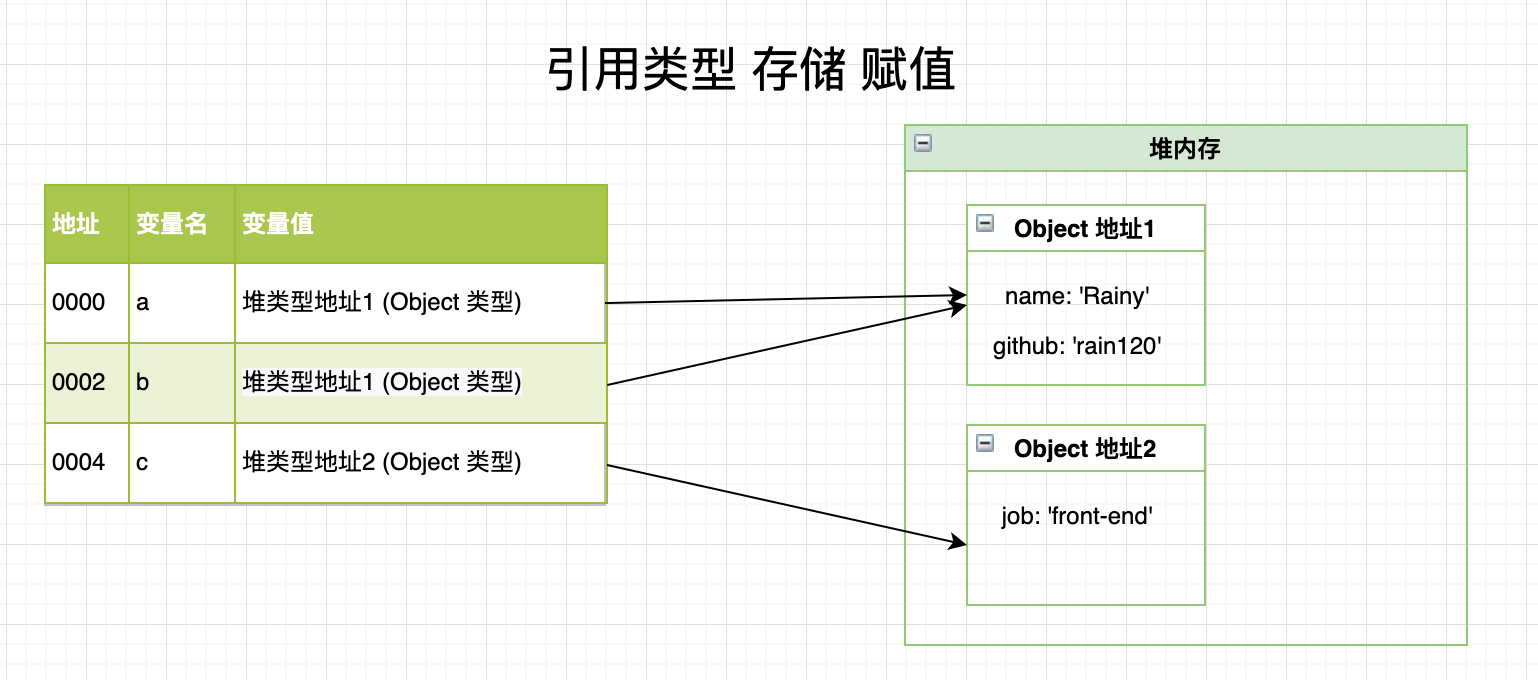 引用类型 存储 赋值
地址 变量名 变量值
0000 a 堆类型地址1 (Object 类型)
0002 b 堆类型地址1 (Object 类型)
0004 c 堆类型地址2 (Object 类型)
堆内存
Object 地址1
name: 'Rainy'
github: 'rain120'
Object 地址2
job: 'front-end'